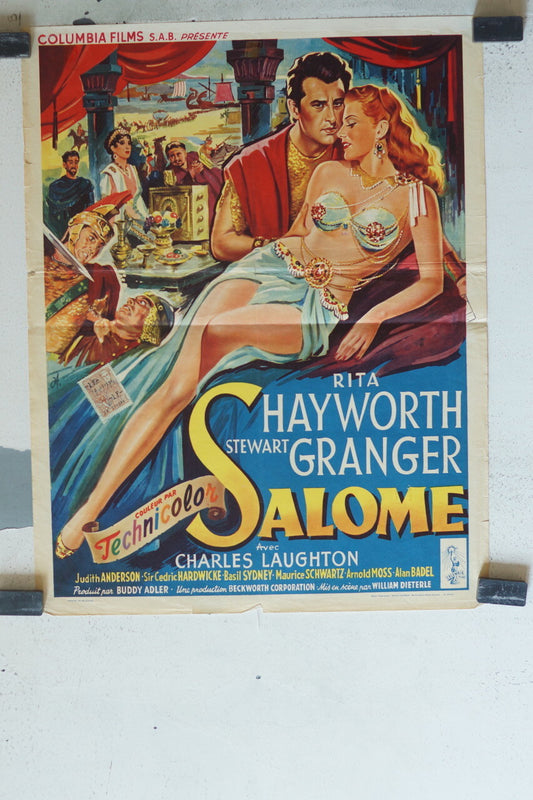 COLUMBIA FILMS S.A.B. PRÉSENTE
RITA
HAYWORTH
STEWART GRANGER
SALOME
COULEUR PAR
Technicolor
Avec
CHARLES LAUGHTON
Judith ANDERSON · Sir Cedric HARDWICKE · Basil SYDNEY · Maurice SCHWARTZ · Arnold MOSS · Alan BADEL
Produit par BUDDY ADLER · Une production BECKWORTH CORPORATION · Mis en scène par WILLIAM DIETERLE